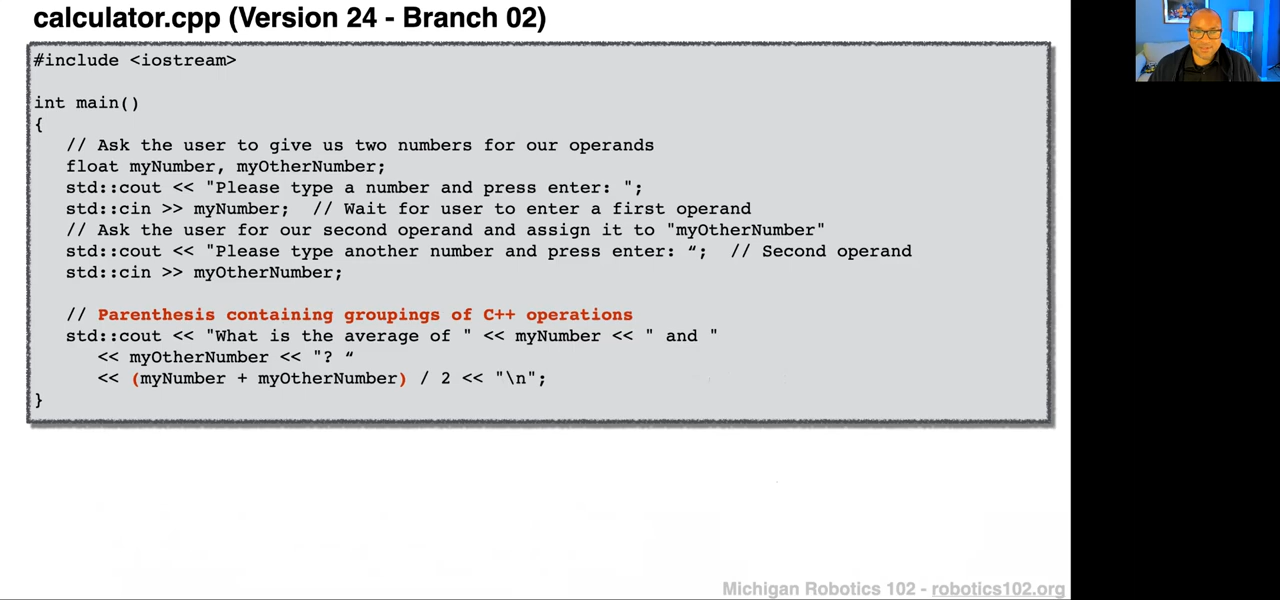 calculator.cpp (Version 24 - Branch 02)
#include <iostream>
int main()
{
// Ask the user to give us two numbers for our operands
float myNumber, myOtherNumber;
std::cout << "Please type a number and press enter: ";
std::cin >> myNumber;  // Wait for user to enter a first operand
// Ask the user for our second operand and assign it to "myOtherNumber"
std::cout << "Please type another number and press enter: “;  // Second operand
std::cin >> myOtherNumber;
// Parenthesis containing groupings of C++ operations
std::cout << "What is the average of " << myNumber << " and "
<< myOtherNumber << "? “
<< (myNumber + myOtherNumber) / 2 << "\n";
}
Michigan Robotics 102 - robotics102.org